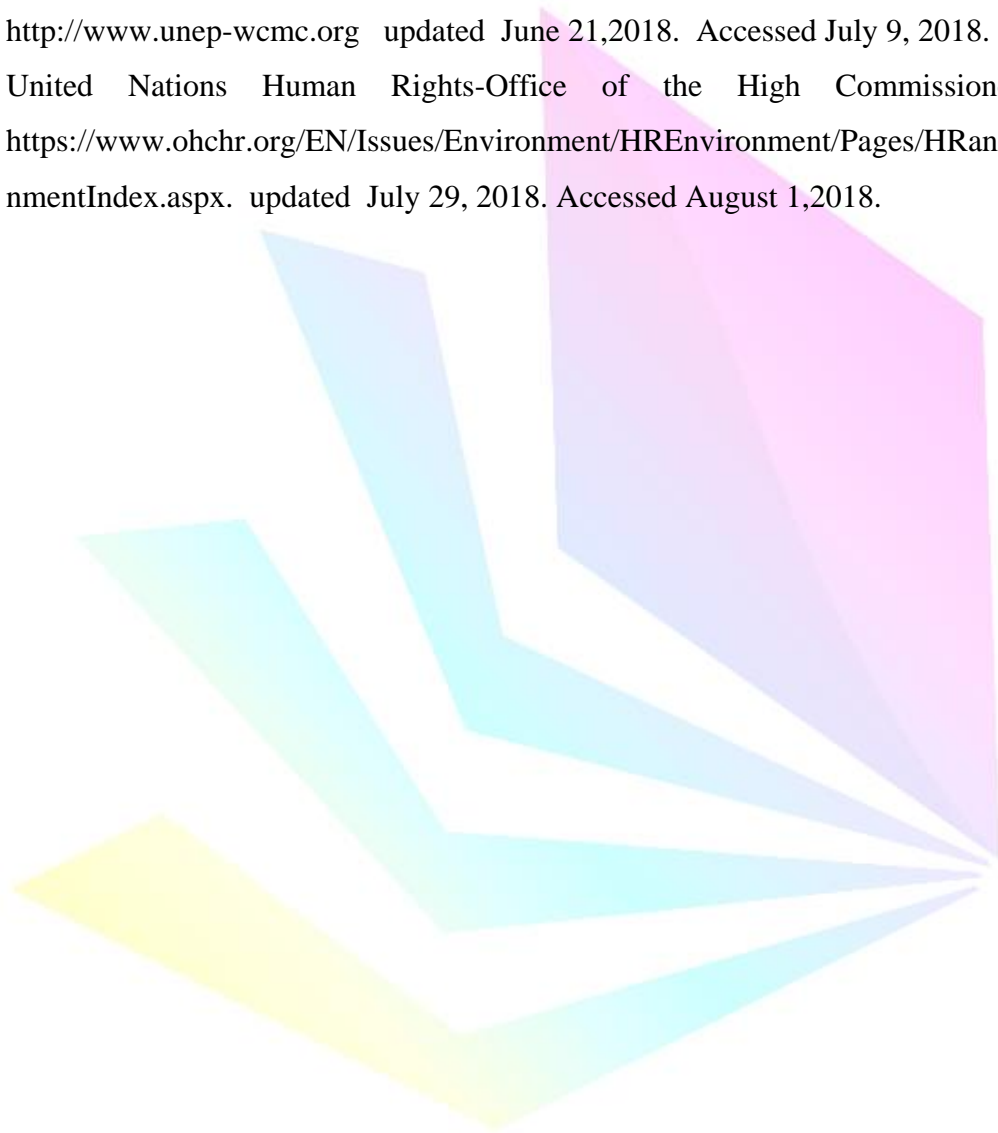 http://www.unep-wcmc.org updated June 21,2018. Accessed July 9, 2018.
United Nations Human Rights-Office of the High Commission
https://www.ohchr.org/EN/Issues/Environment/HREnvironment/Pages/HRan
nmentIndex.aspx. updated July 29, 2018. Accessed August 1,2018.